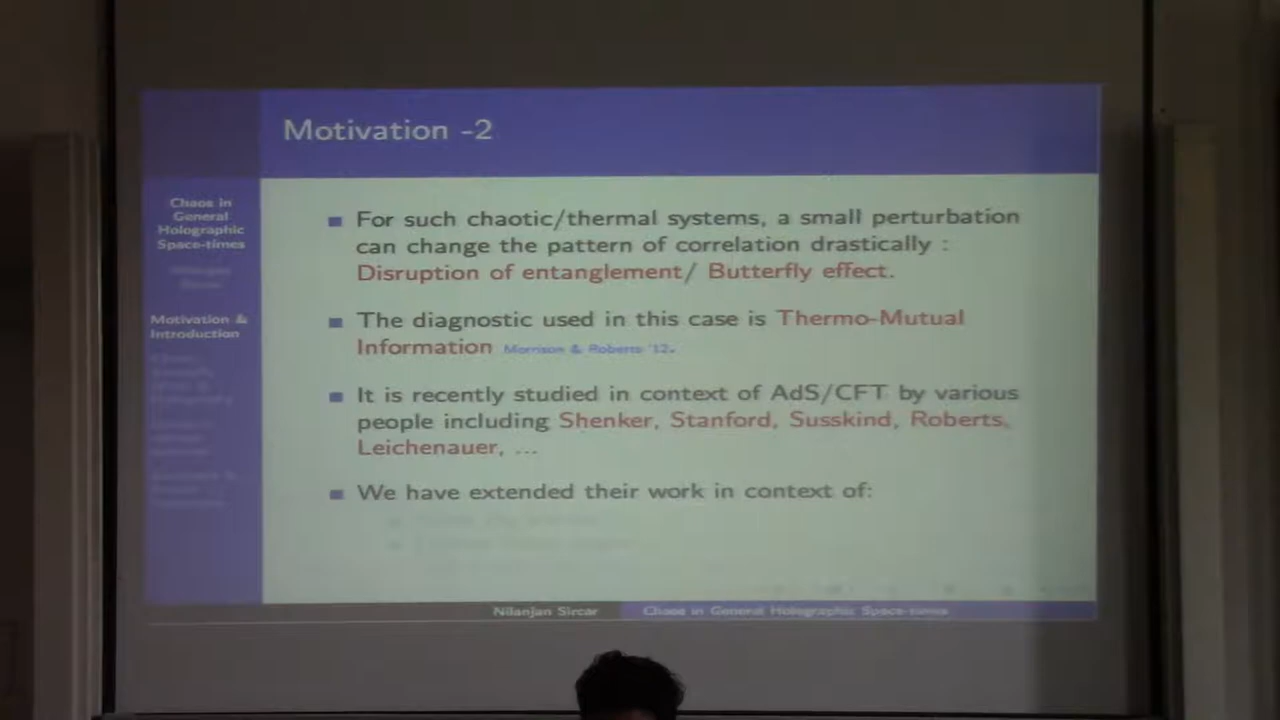 Motivation -2
Chaos in
General
Holographic
Space-times
Motivation &
Introduction
For such chaotic/thermal systems, a small perturbation
can change the pattern of correlation drastically :
Disruption of entanglement/ Butterfly effect.
The diagnostic used in this case is Thermo-Mutual
Information Morrison & Roberts '12.
It is recently studied in context of AdS/CFT by various
people including Shenker, Stanford, Susskind, Roberts,
Leichenauer, ...
We have extended their work in context of:
Nilanjan Sircar
Chaos in General Holographic Space-times